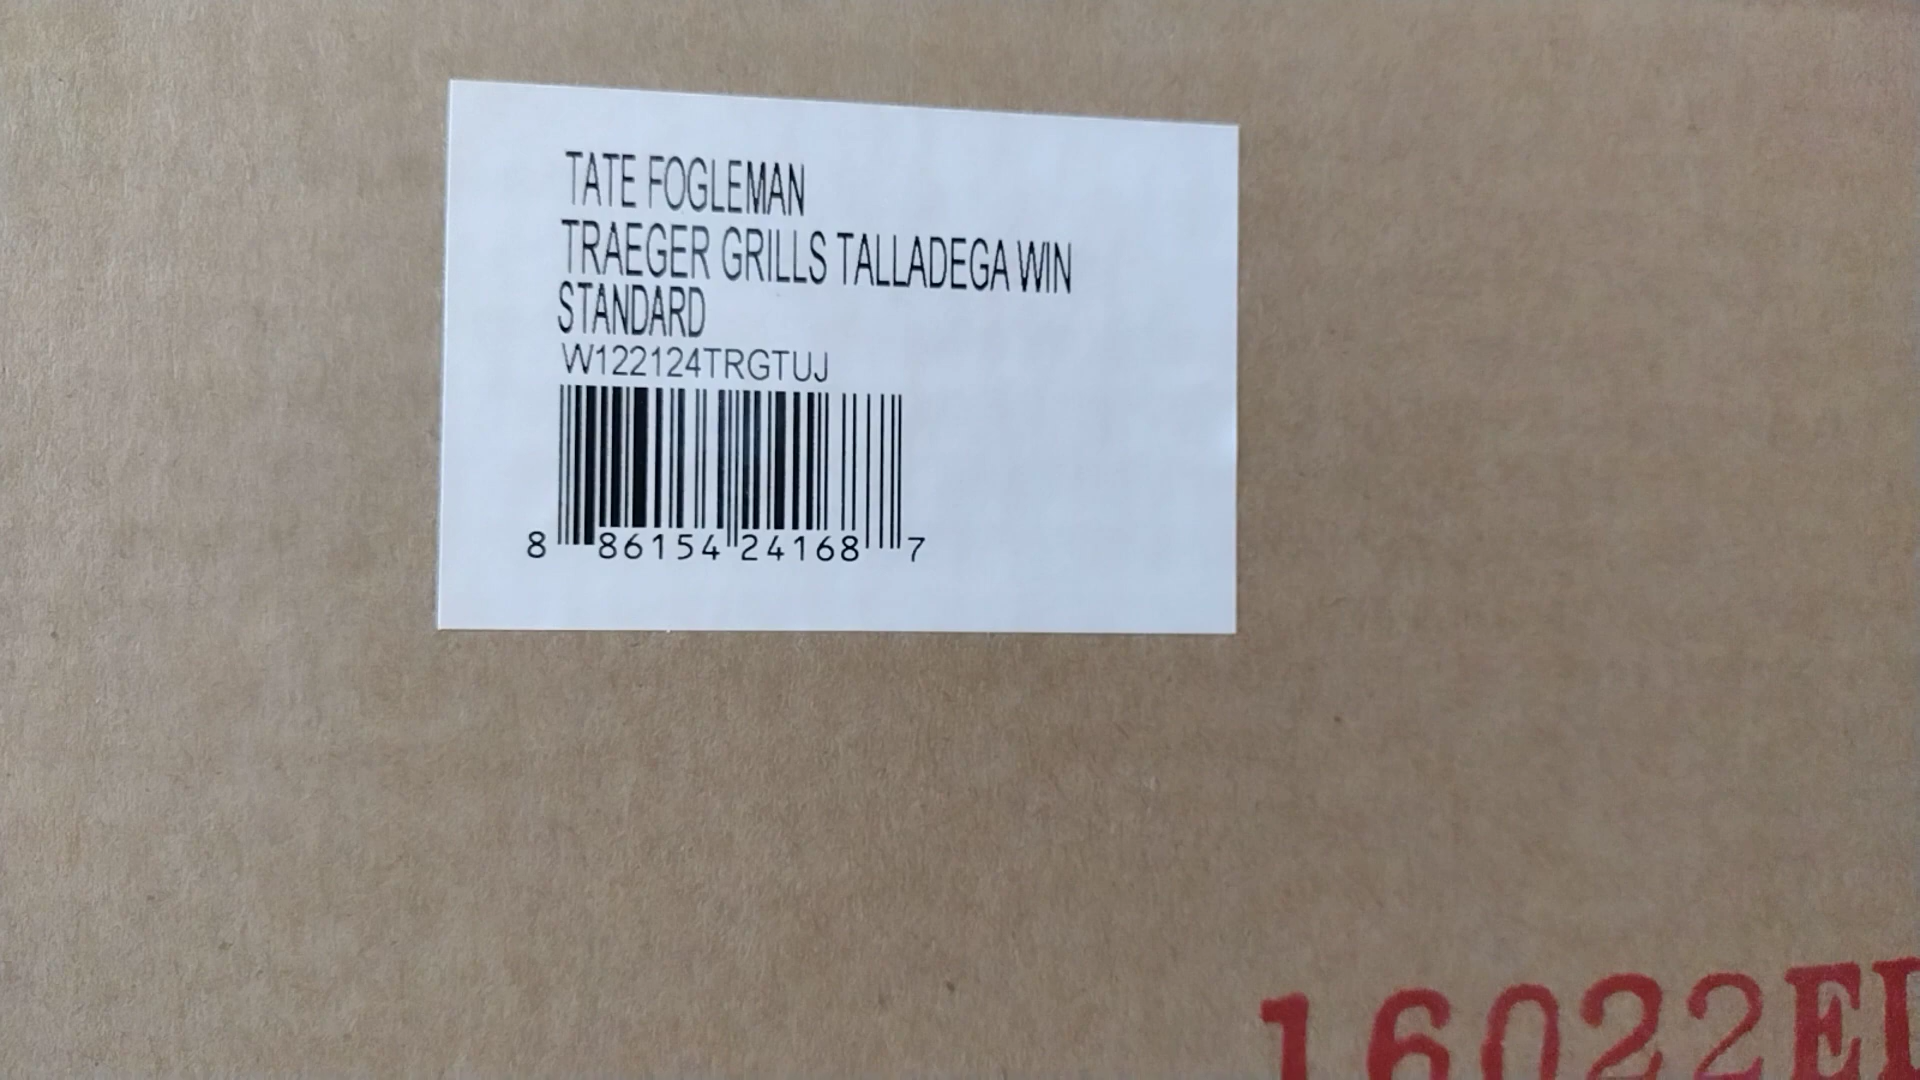 TATE FOGLEMAN
TRAEGER GRILLS TALLADEGA WIN
STANDARD
W122124TRGTUJ
8 86154 24168 7
16022E